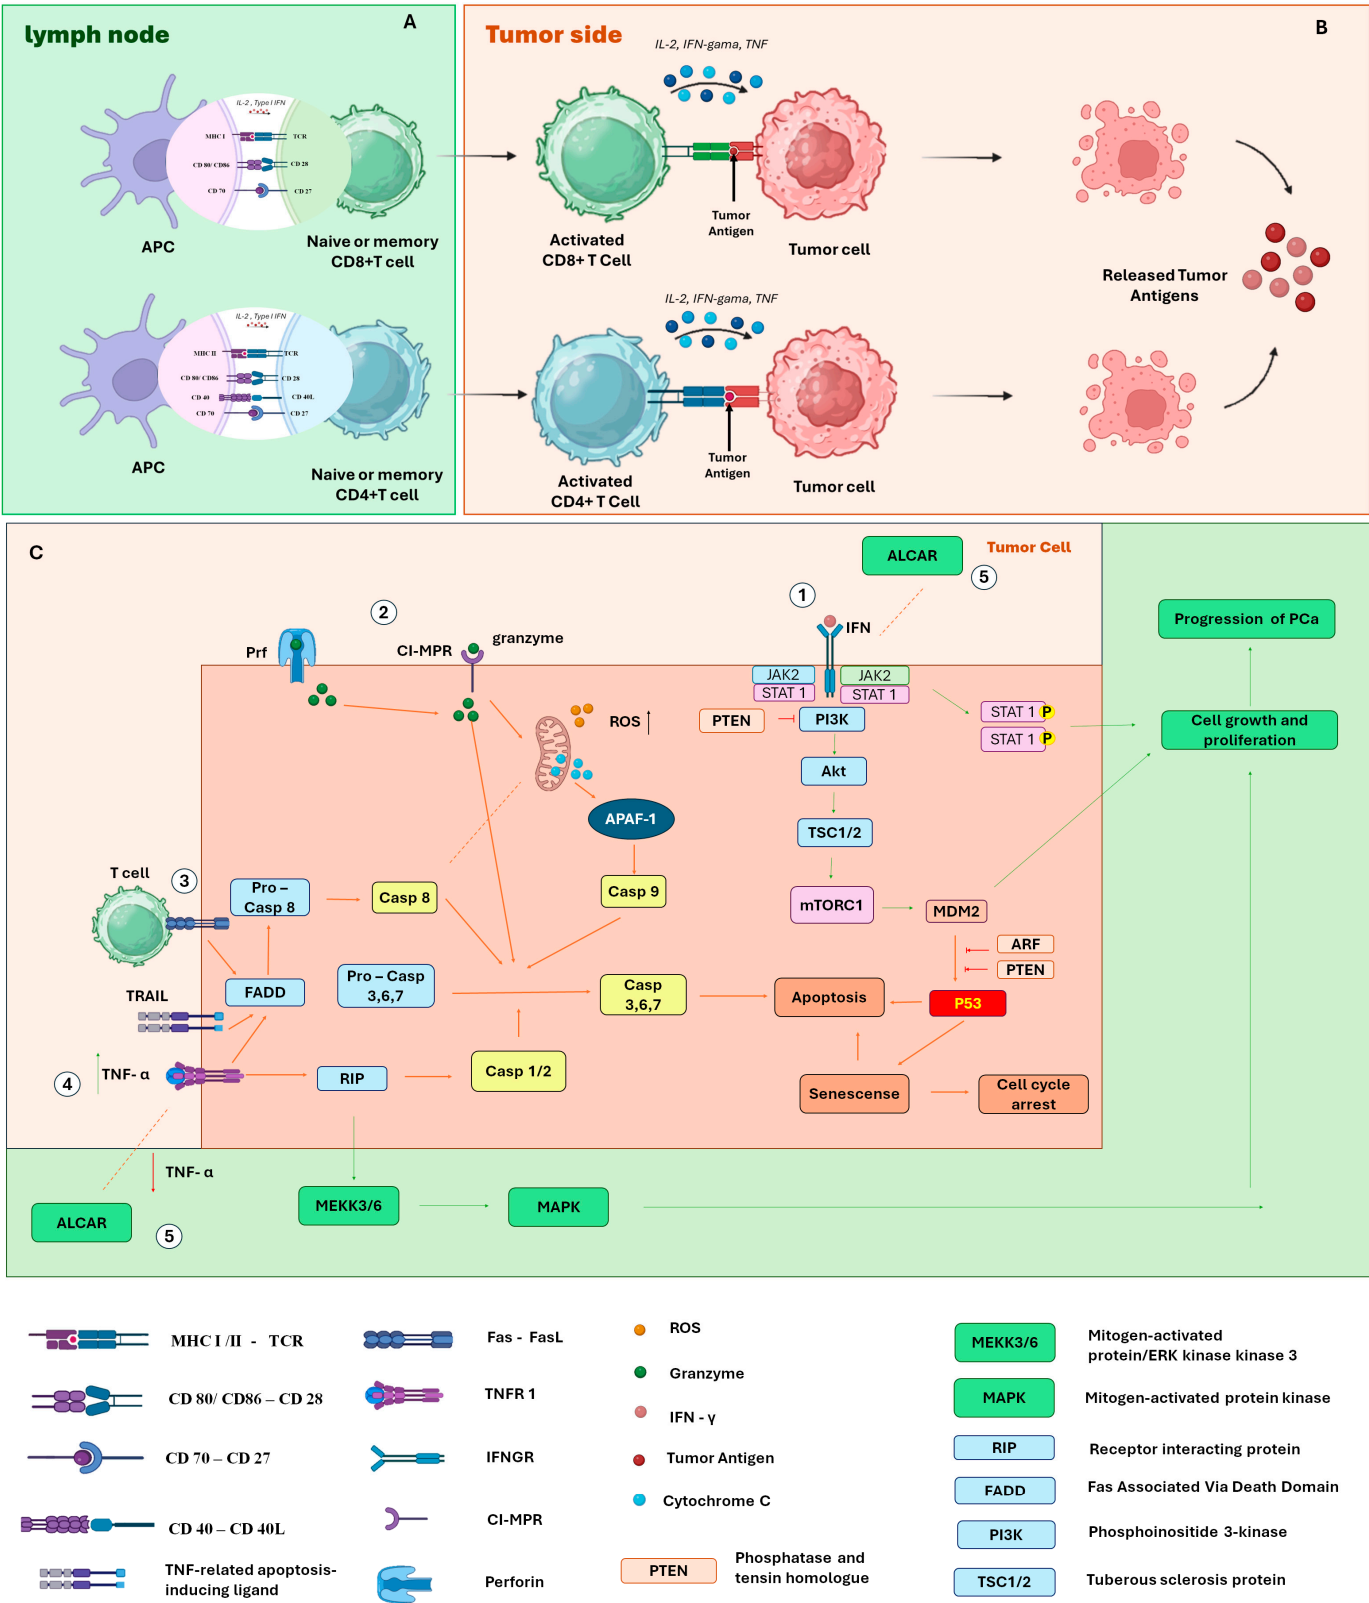 lymph node
A
IL-2 , Type I IFN
MHC I
TCR
CD 80/ CD86
CD 28
CD 70
CD 27
APC
Naive or memory
CD8+T cell
IL-2 , Type I IFN
MHC II
TCR
CD 80/ CD86
CD 28
CD 40
CD 40L
CD 70
CD 27
APC
Naive or memory
CD4+T cell
Tumor side
B
IL-2, IFN-gama, TNF
Tumor
Antigen
Activated
CD8+ T Cell
Tumor cell
IL-2, IFN-gama, TNF
Tumor
Antigen
Activated
CD4+ T Cell
Tumor cell
Released Tumor
Antigens
C
ALCAR
Tumor Cell
5
1
2
IFN
Prf
CI-MPR
granzyme
JAK2
JAK2
STAT 1
STAT 1
ROS
PTEN
PI3K
STAT 1 P
STAT 1 P
Progression of PCa
Cell growth and
proliferation
Akt
APAF-1
TSC1/2
T cell
3
Pro –
Casp 8
Casp 8
Casp 9
mTORC1
MDM2
ARF
PTEN
FADD
Pro – Casp
3,6,7
Casp
3,6,7
Apoptosis
P53
TRAIL
4
TNF- α
RIP
Casp 1/2
Senescense
Cell cycle
arrest
TNF- α
ALCAR
5
MEKK3/6
MAPK
MHC I /II - TCR
CD 80/ CD86 – CD 28
CD 70 – CD 27
CD 40 – CD 40L
TNF-related apoptosis-
inducing ligand
Fas - FasL
TNFR 1
IFNGR
CI-MPR
Perforin
ROS
Granzyme
IFN - γ
Tumor Antigen
Cytochrome C
PTEN
Phosphatase and
tensin homologue
MEKK3/6
Mitogen-activated
protein/ERK kinase kinase 3
MAPK
Mitogen-activated protein kinase
RIP
Receptor interacting protein
FADD
Fas Associated Via Death Domain
PI3K
Phosphoinositide 3-kinase
TSC1/2
Tuberous sclerosis protein